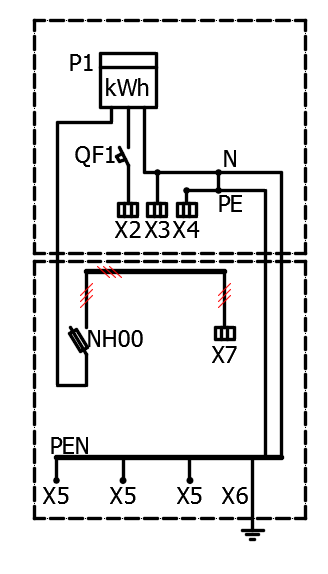 P1
kWh
QF1
N
PE
X2 X3 X4
NH00
X7
PEN
X5 X5 X5 X6